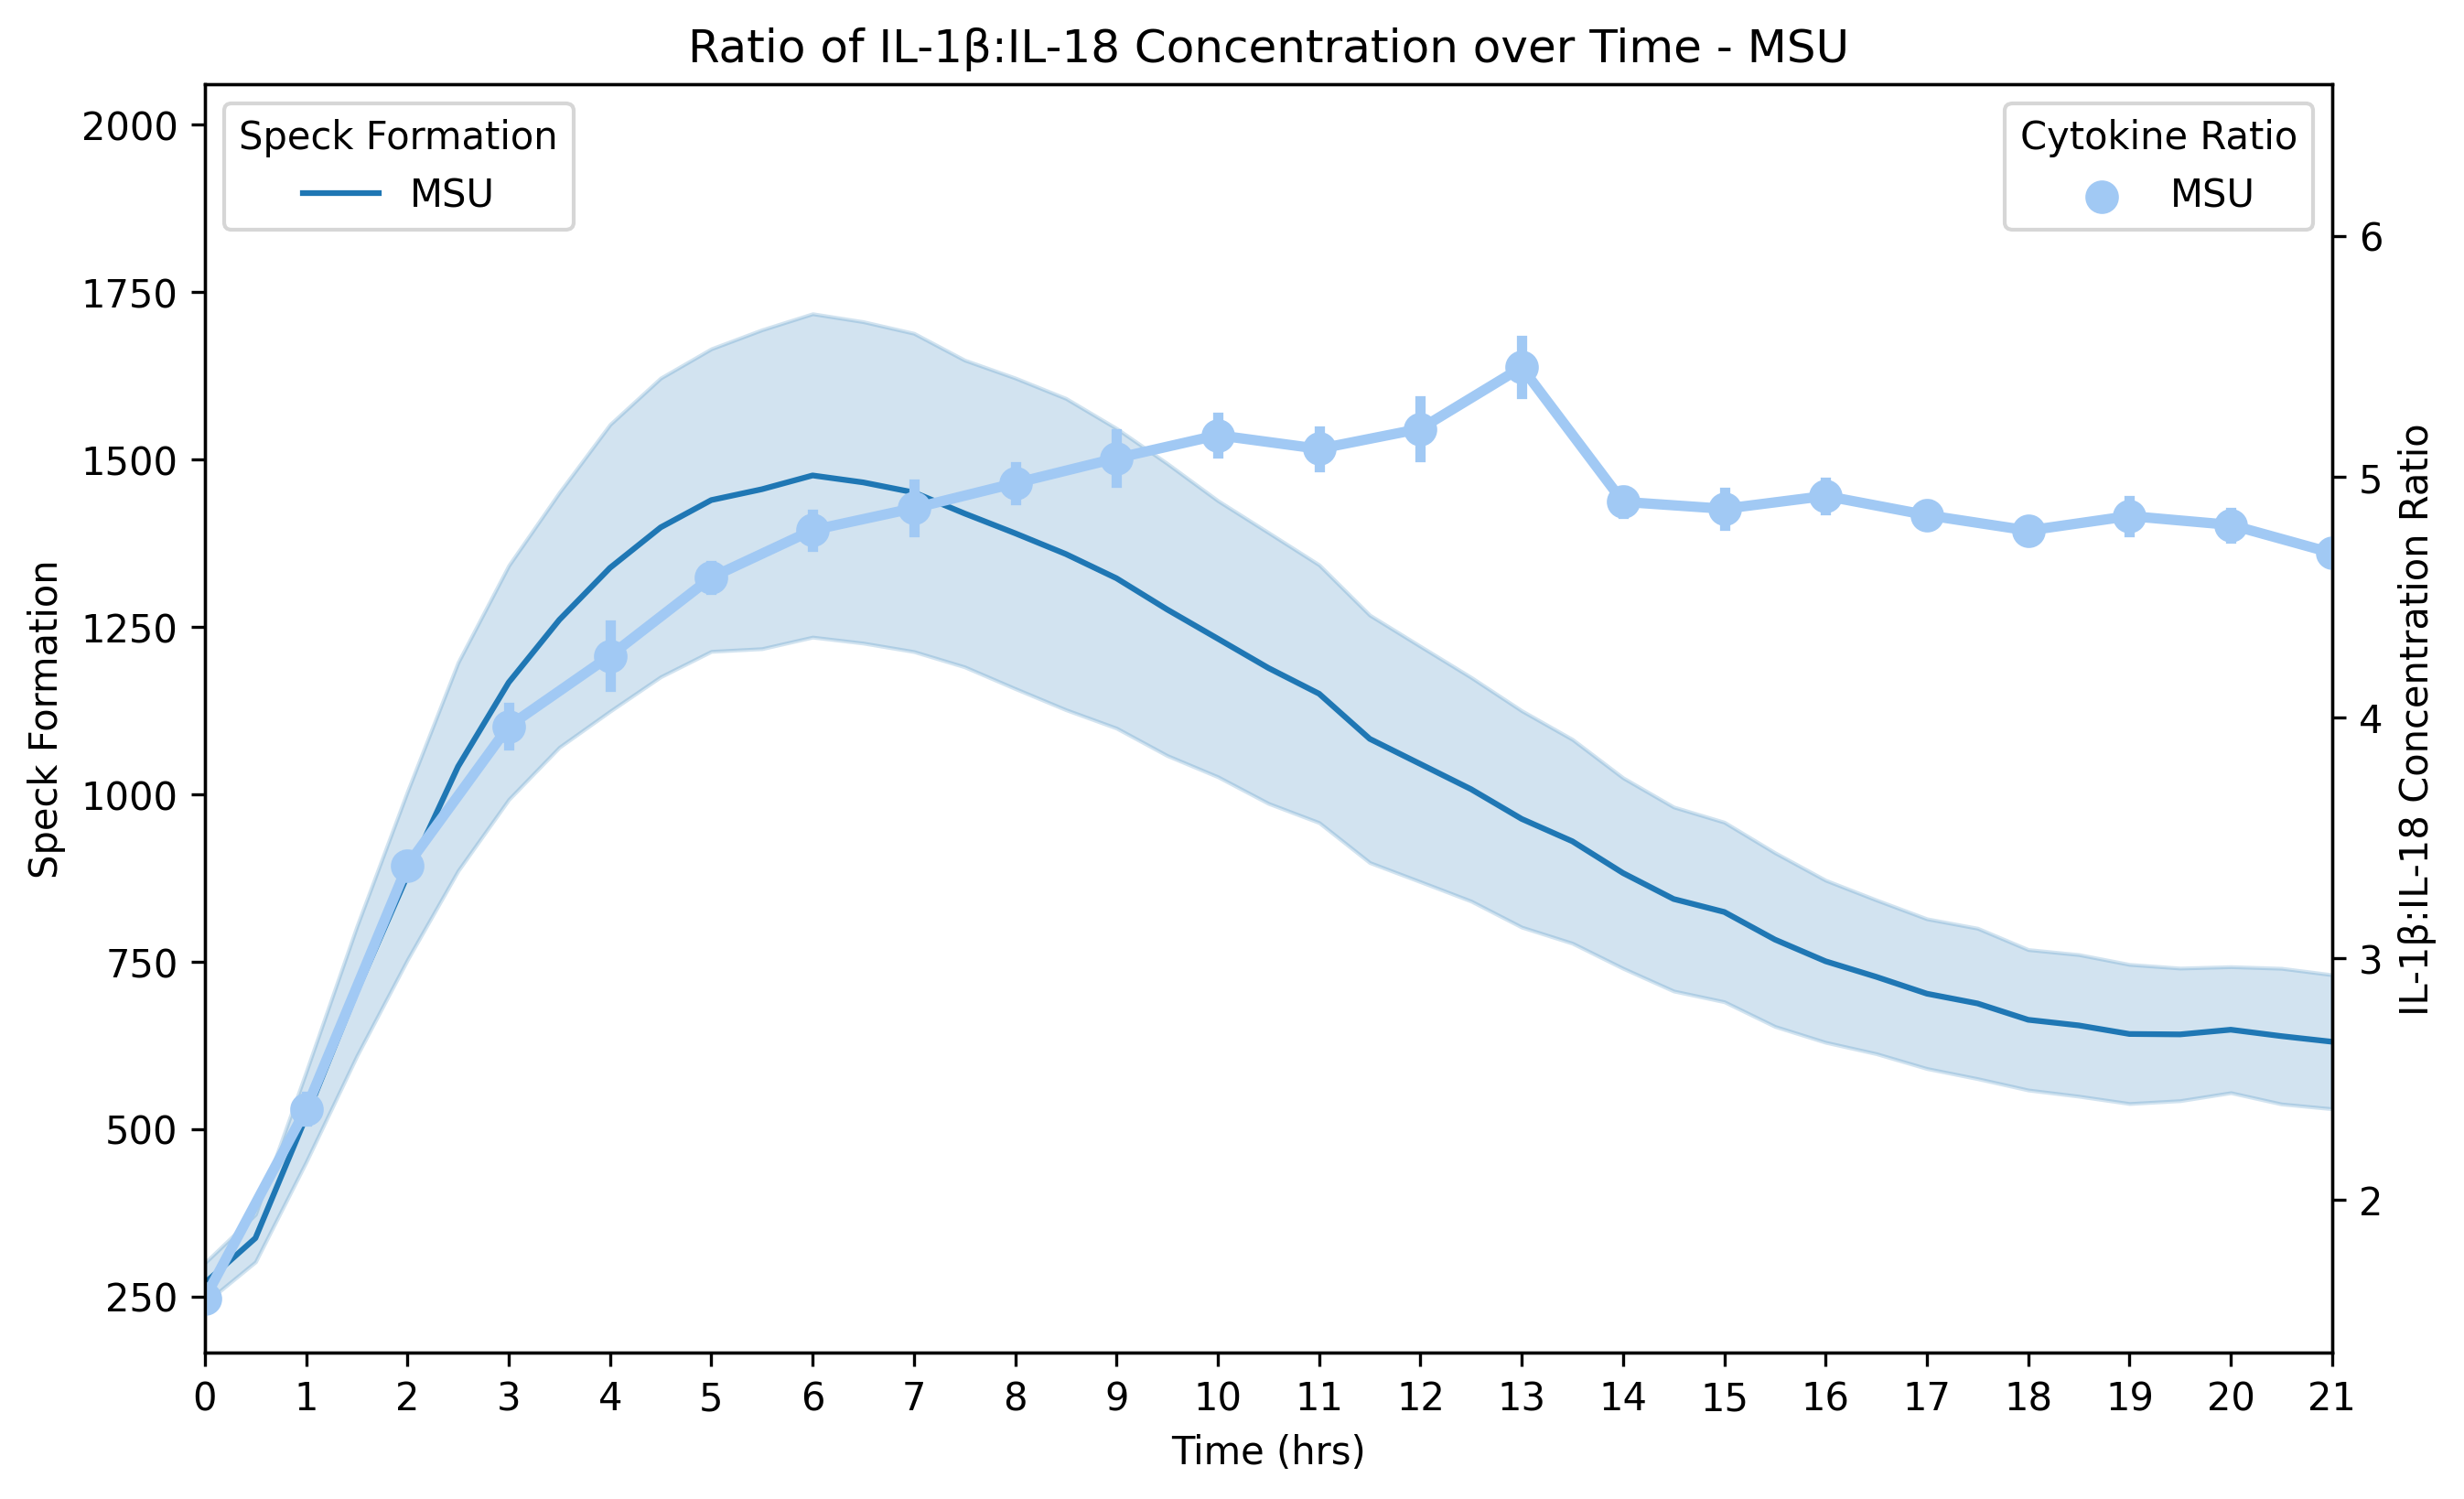 Ratio of IL-1β:IL-18 Concentration over Time - MSU
Speck Formation
MSU
Cytokine Ratio
MSU
Speck Formation
2000
1750
1500
1250
1000
750
500
250
6
5
4
3
2
IL-1β:IL-18 Concentration Ratio
0 1 2 3 4 5 6 7 8 9 10 11 12 13 14 15 16 17 18 19 20 21
Time (hrs)